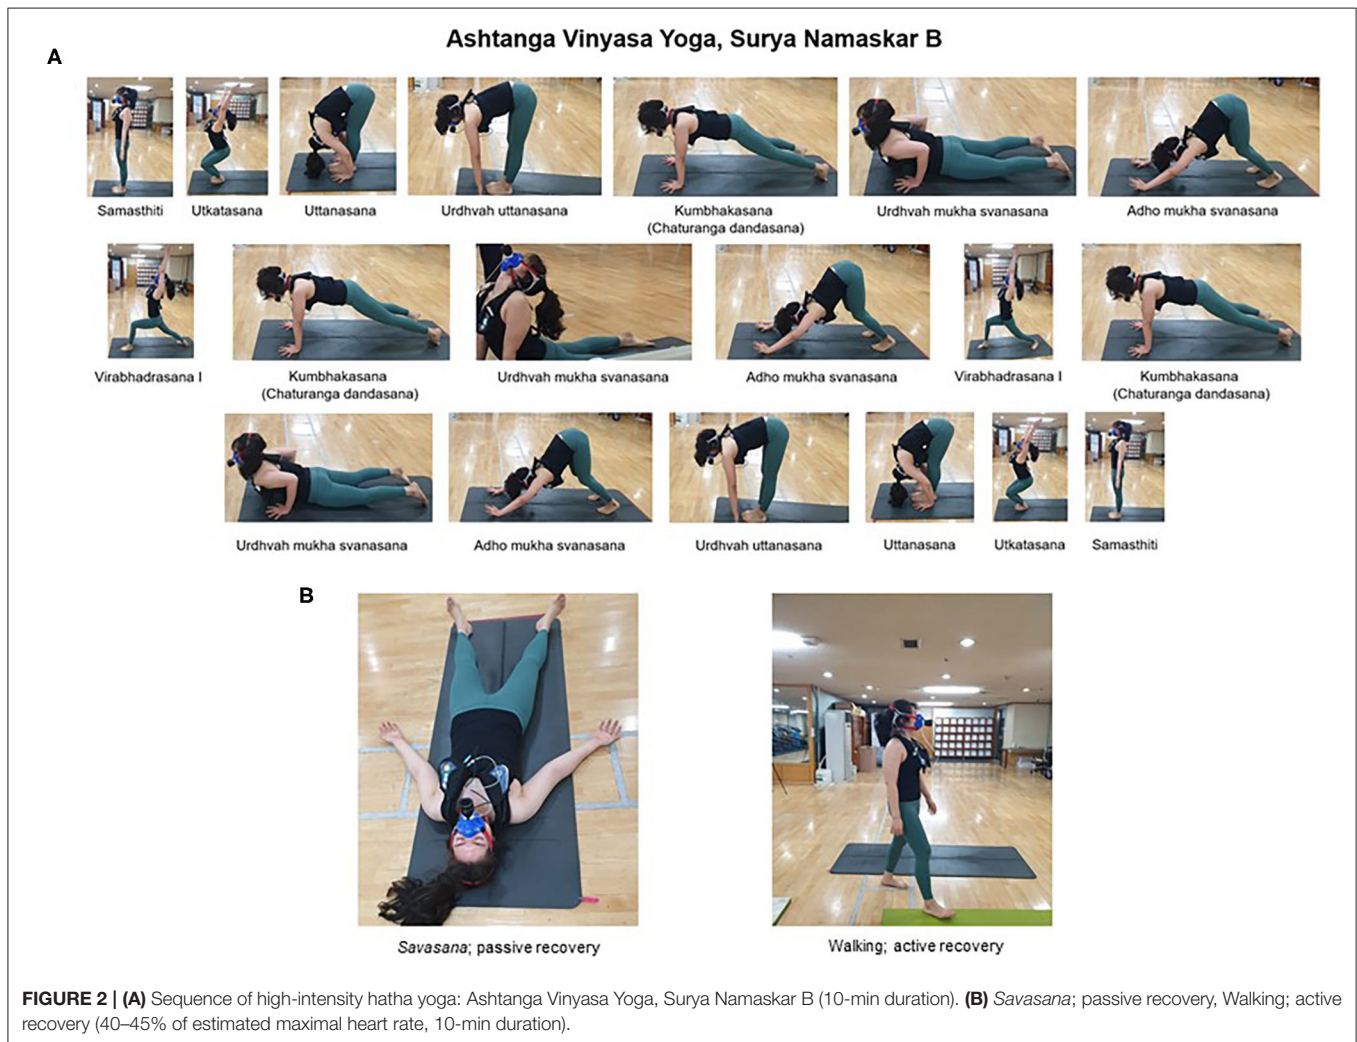 Ashtanga Vinyasa Yoga, Surya Namaskar B
A
Samasthiti Utkatasana Uttanasana Urdhvah uttanasana Kumbhakasana Urdhvah mukha svanasana Adho mukha svanasana
(Chaturanga dandasana)
Virabhadrasana I Kumbhakasana Urdhvah mukha svanasana Adho mukha svanasana Virabhadrasana I Kumbhakasana
(Chaturanga dandasana) (Chaturanga dandasana)
Urdhvah mukha svanasana Adho mukha svanasana Urdhvah uttanasana Uttanasana Utkatasana Samasthiti
B
Savasana; passive recovery Walking; active recovery
FIGURE 2 | (A) Sequence of high-intensity hatha yoga: Ashtanga Vinyasa Yoga, Surya Namaskar B (10-min duration). (B) Savasana; passive recovery, Walking; active
recovery (40–45% of estimated maximal heart rate, 10-min duration).